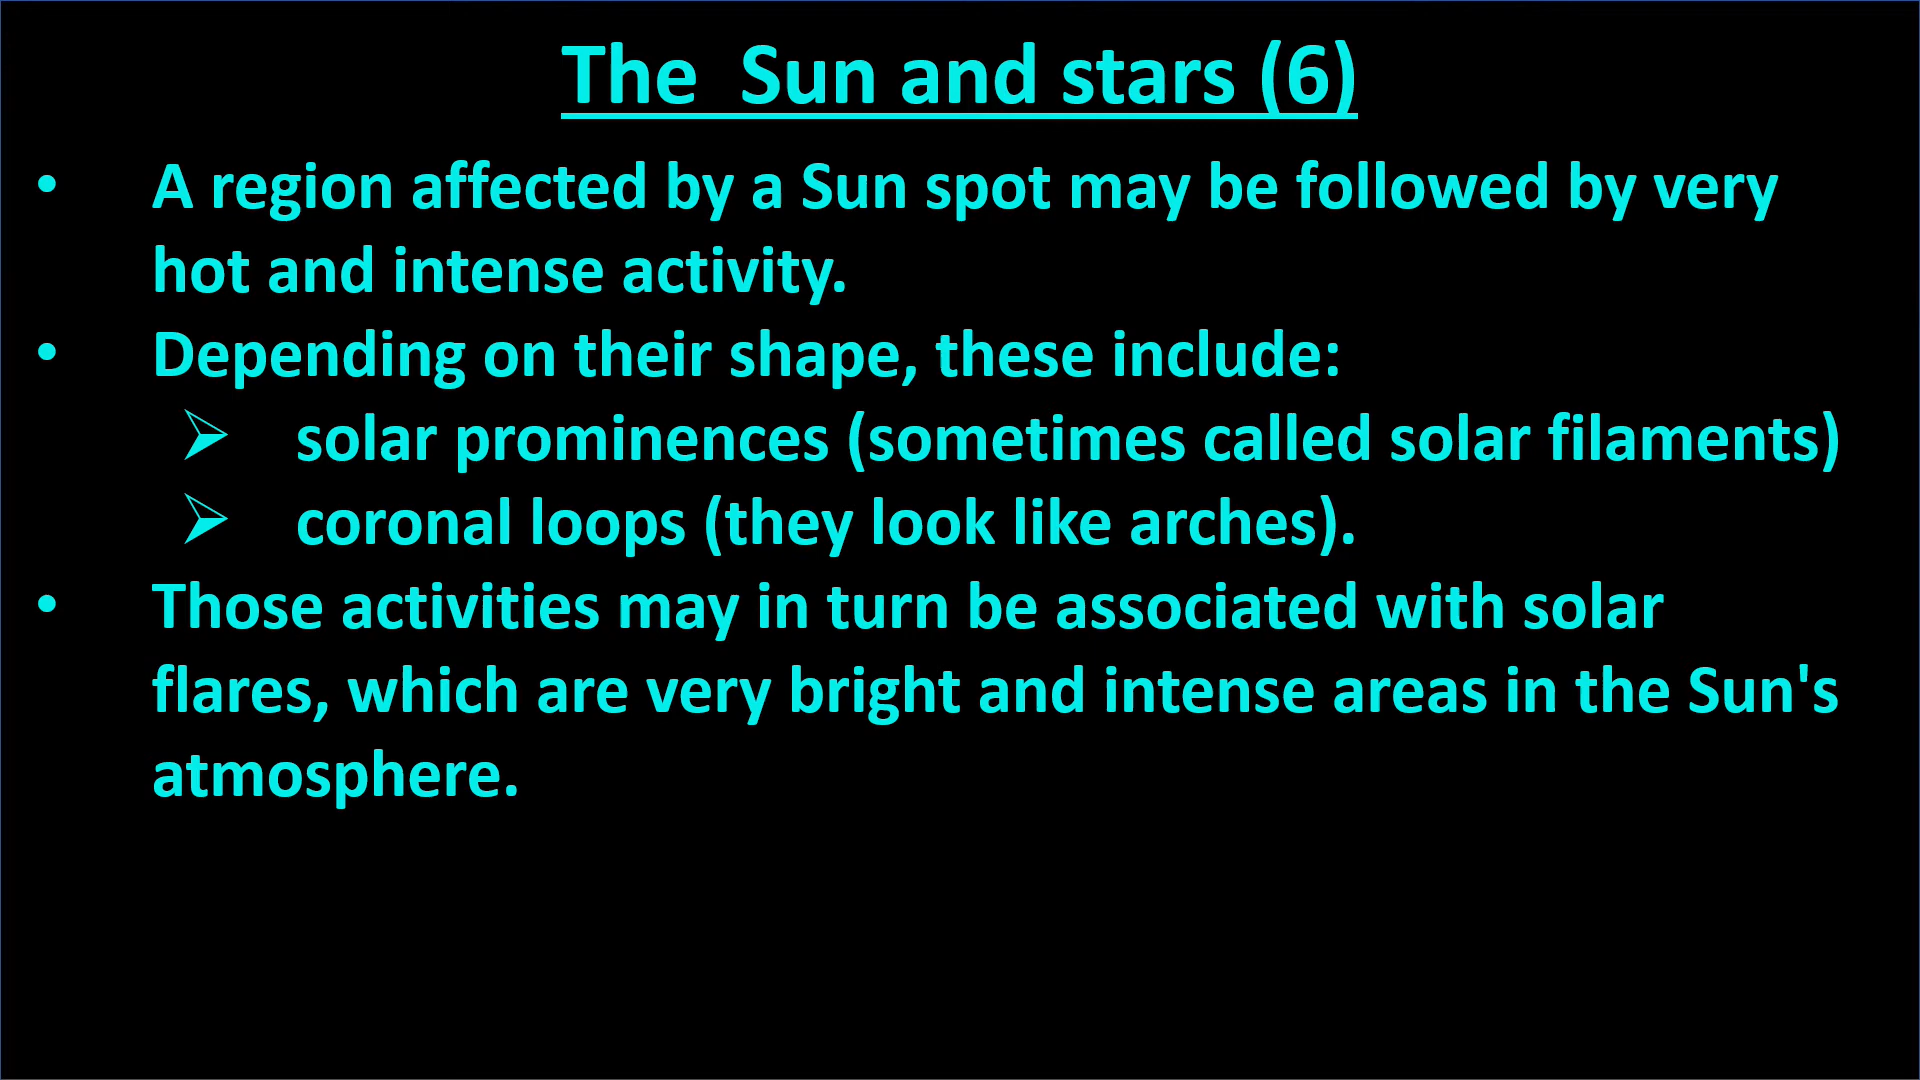 The  Sun and stars (6)
• A region affected by a Sun spot may be followed by very
hot and intense activity.
• Depending on their shape, these include:
➢ solar prominences (sometimes called solar filaments)
➢ coronal loops (they look like arches).
• Those activities may in turn be associated with solar
flares, which are very bright and intense areas in the Sun's
atmosphere.